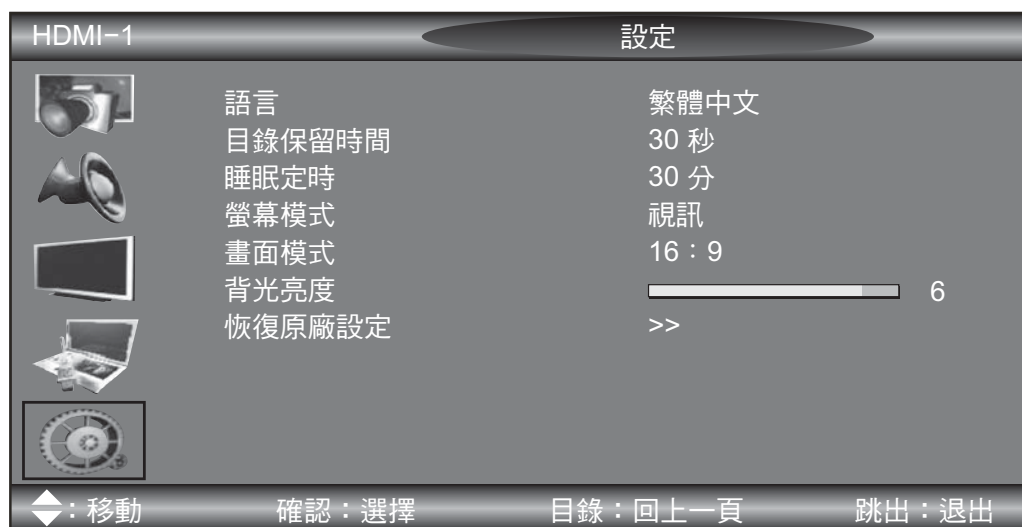 HDMI-1 設定
語言 繁體中文
目錄保留時間 30 秒
睡眠定時 30 分
螢幕模式 視訊
畫面模式 16：9
背光亮度 6
恢復原廠設定 >>
：移動 確認：選擇 目錄：回上一頁 跳出：退出